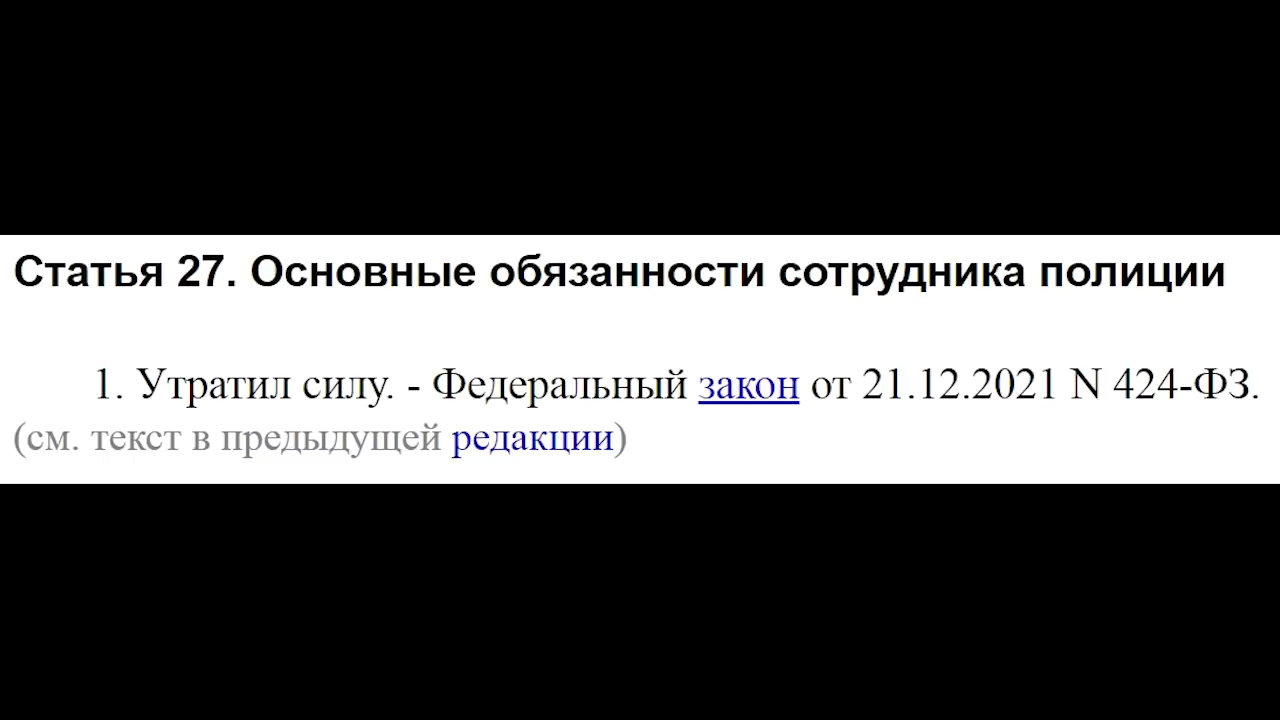 Статья 27. Основные обязанности сотрудника полиции
1. Утратил силу. - Федеральный закон от 21.12.2021 N 424-ФЗ.
(см. текст в предыдущей редакции)